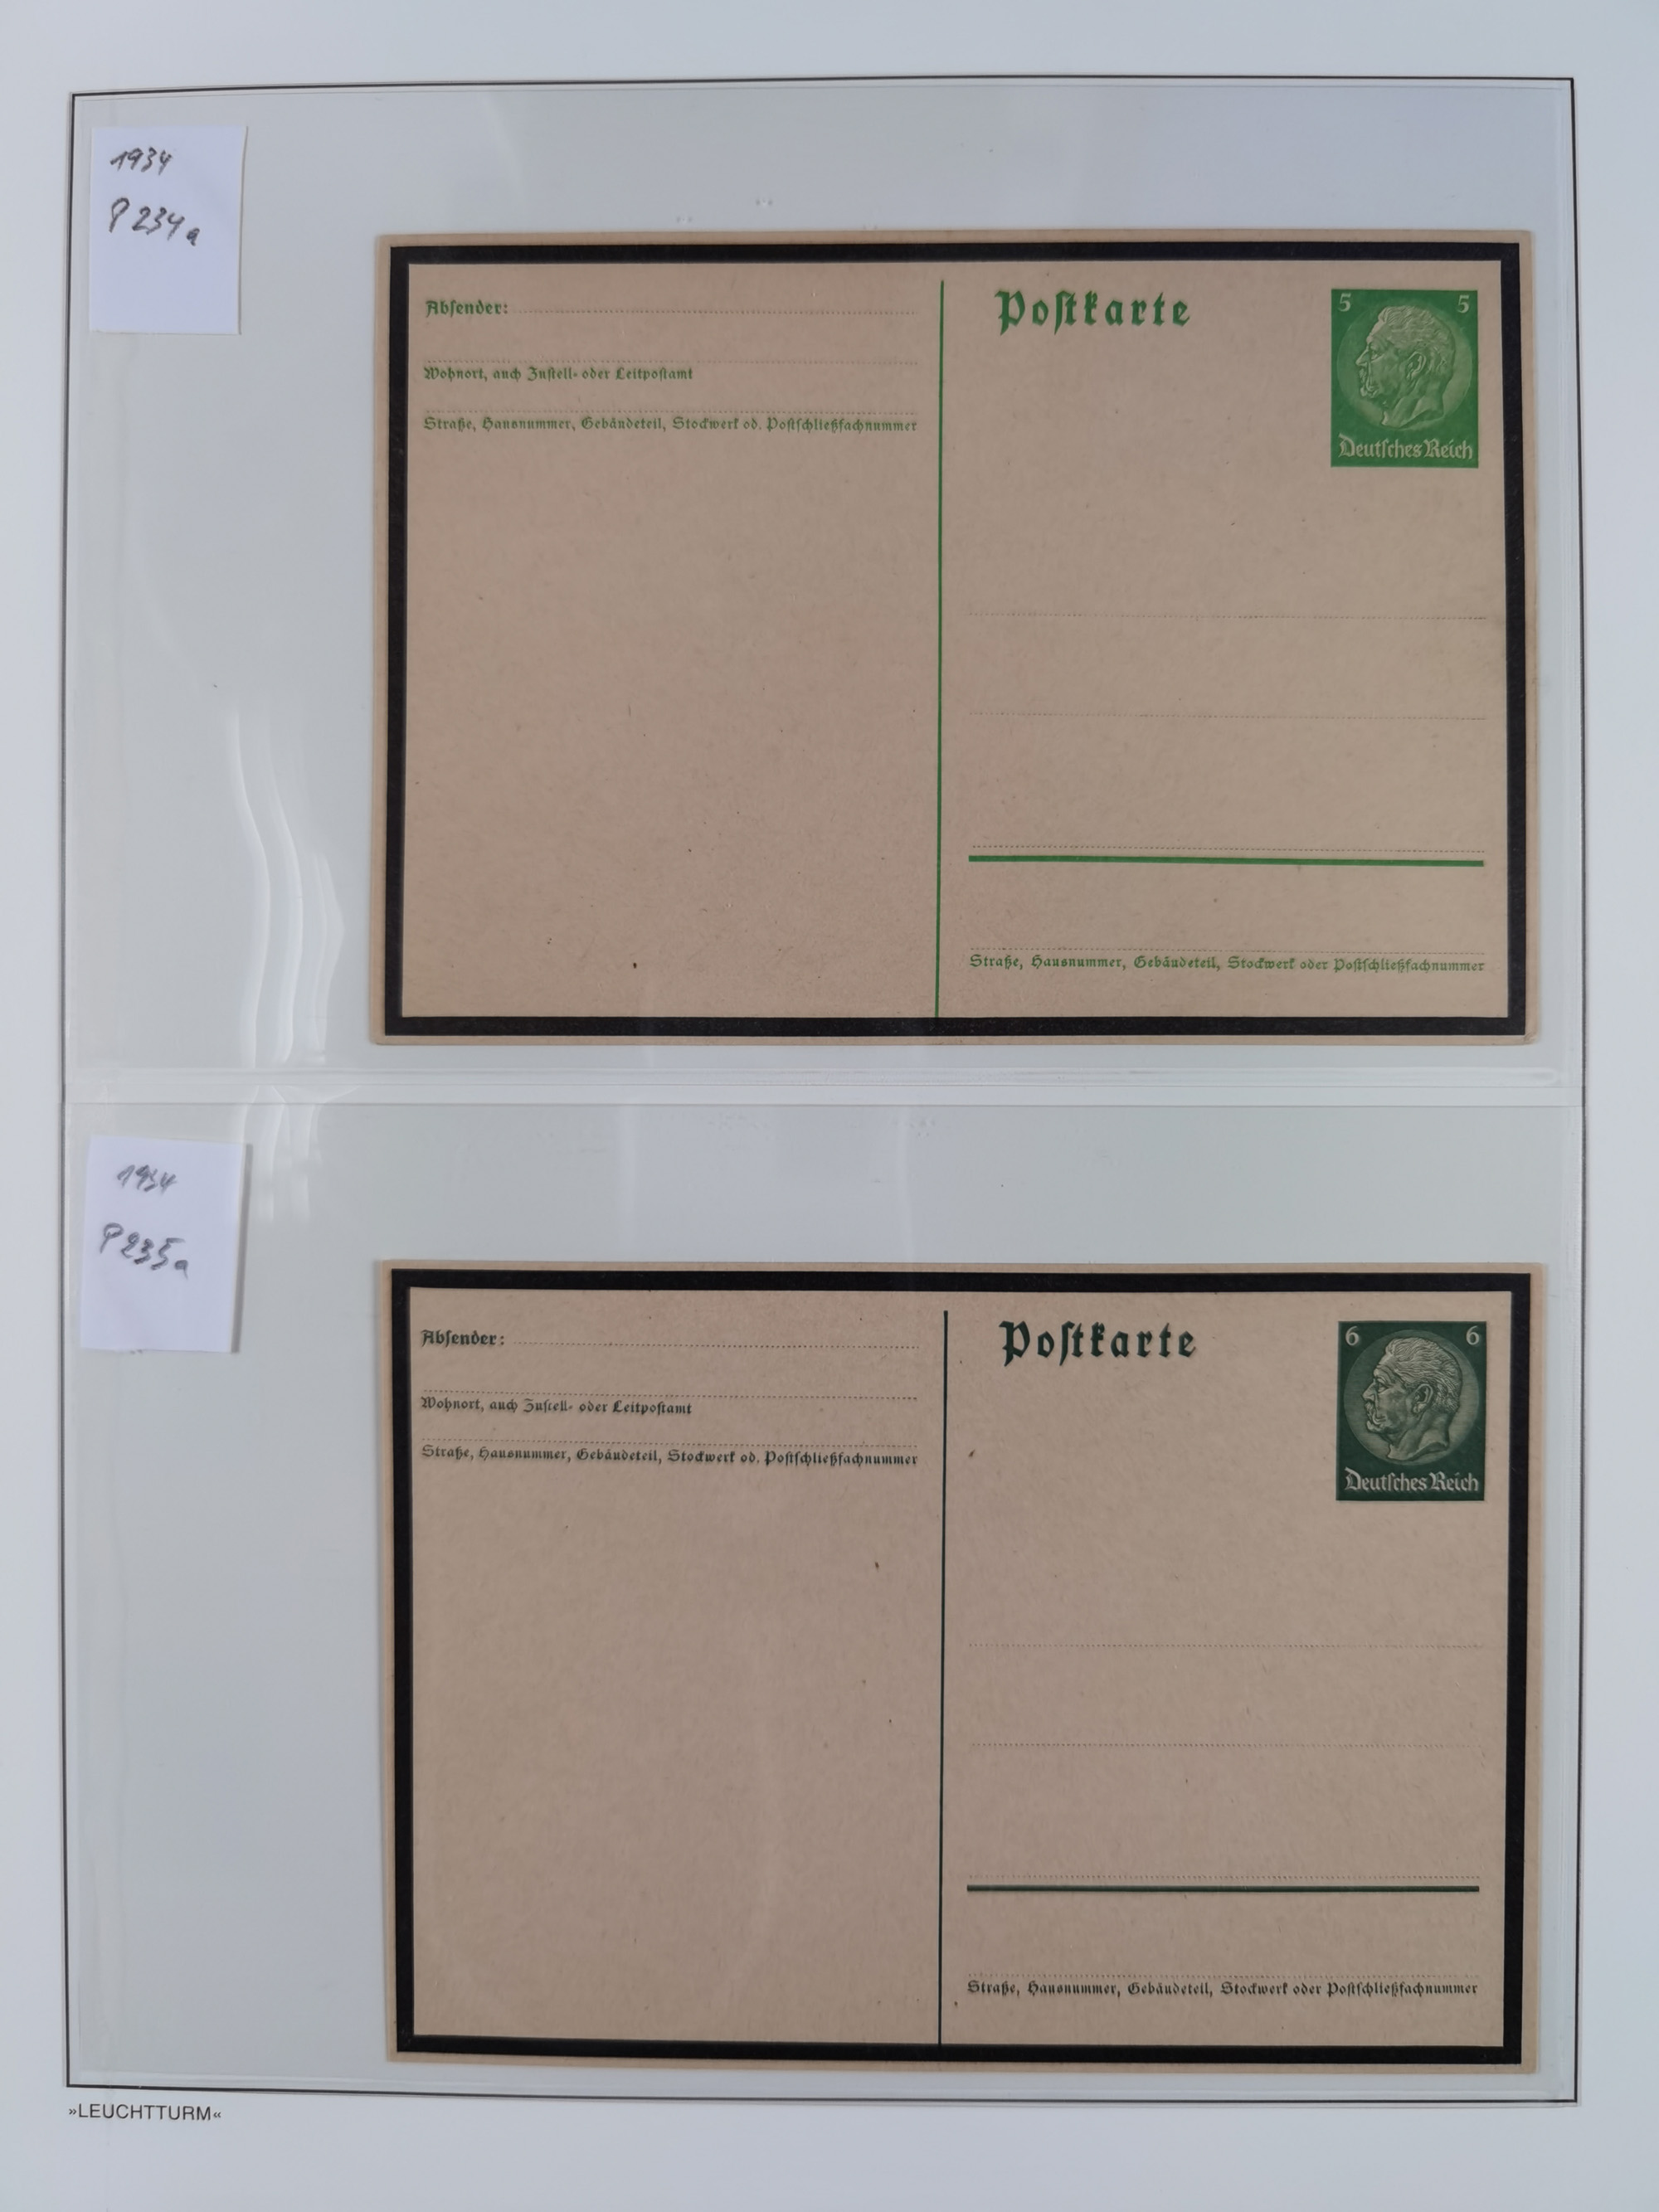 1934
P 234a
Absender:
Postkarte
5 5
Wohnort, auch Zustell- oder Leitpostamt
Straße, Hausnummer, Gebäudeteil, Stockwerk od. Postschließfachnummer
Deutsches Reich
Straße, Hausnummer, Gebäudeteil, Stockwerk oder Postschließfachnummer
1934
P235a
Absender:
Postkarte
6 6
Wohnort, auch Zustell- oder Leitpostamt
Straße, Hausnummer, Gebäudeteil, Stockwerk od. Postschließfachnummer
Deutsches Reich
Straße, Hausnummer, Gebäudeteil, Stockwerk oder Postschließfachnummer
»LEUCHTTURM«